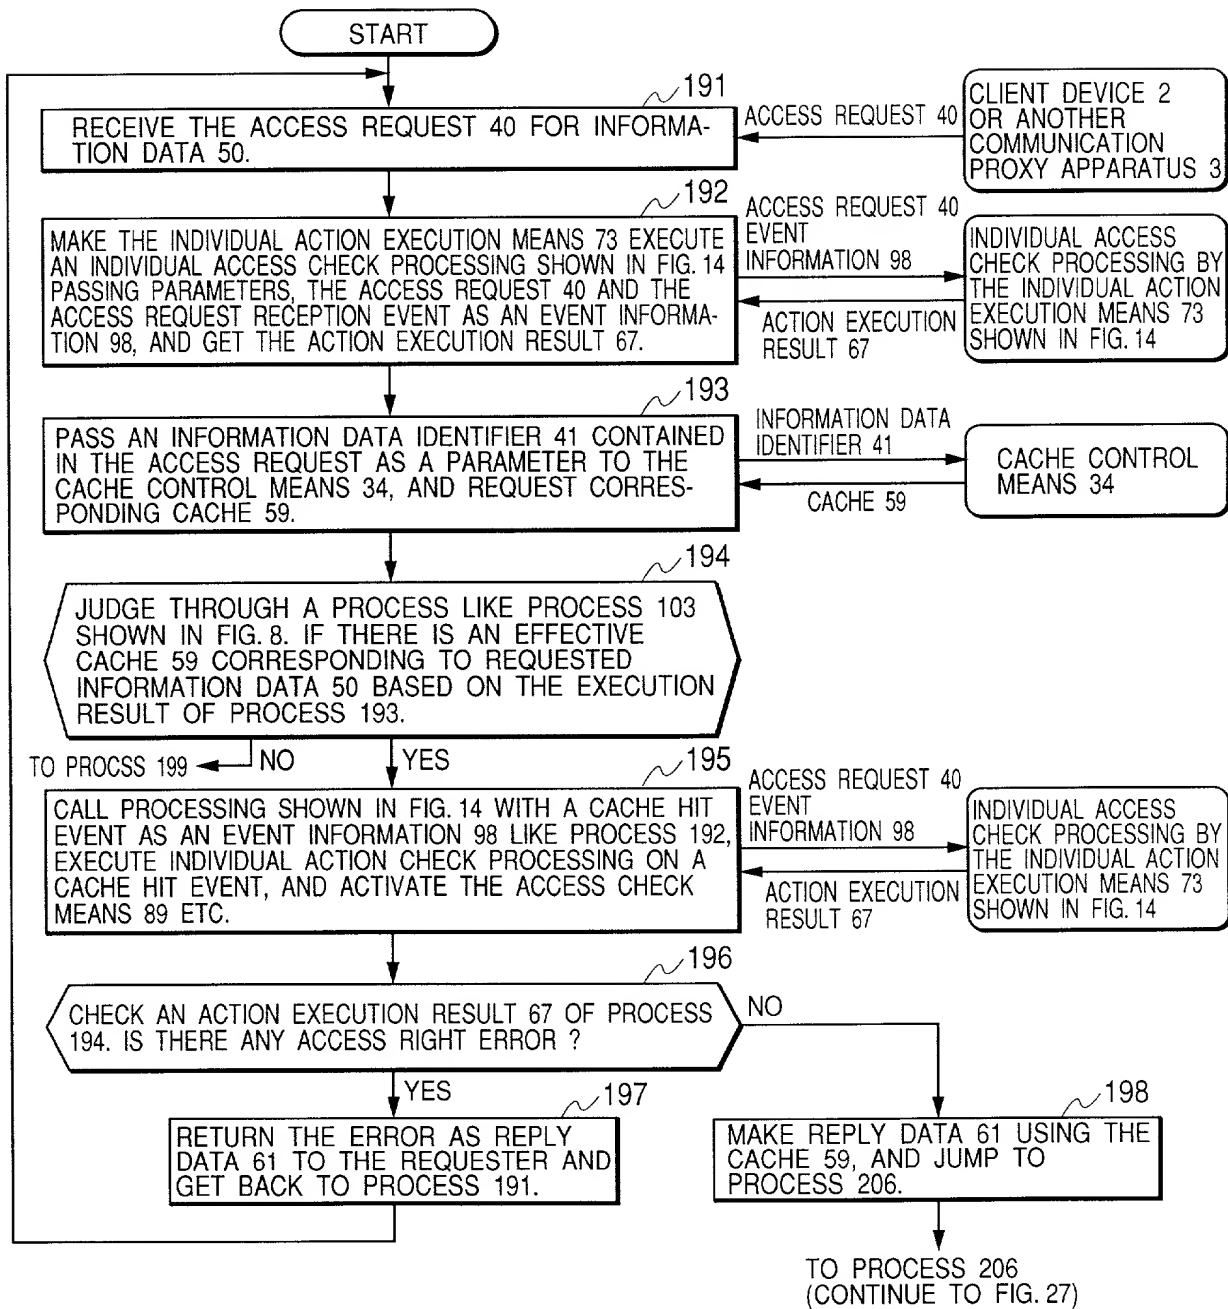 START
191
RECEIVE THE ACCESS REQUEST 40 FOR INFORMA-
TION DATA 50.
ACCESS REQUEST 40
CLIENT DEVICE 2
OR ANOTHER
COMMUNICATION
PROXY APPARATUS 3
192
MAKE THE INDIVIDUAL ACTION EXECUTION MEANS 73 EXECUTE
AN INDIVIDUAL ACCESS CHECK PROCESSING SHOWN IN FIG. 14
PASSING PARAMETERS, THE ACCESS REQUEST 40 AND THE
ACCESS REQUEST RECEPTION EVENT AS AN EVENT INFORMA-
TION 98, AND GET THE ACTION EXECUTION RESULT 67.
ACCESS REQUEST 40
EVENT
INFORMATION 98
ACTION EXECUTION
RESULT 67
INDIVIDUAL ACCESS
CHECK PROCESSING BY
THE INDIVIDUAL ACTION
EXECUTION MEANS 73
SHOWN IN FIG. 14
193
PASS AN INFORMATION DATA IDENTIFIER 41 CONTAINED
IN THE ACCESS REQUEST AS A PARAMETER TO THE
CACHE CONTROL MEANS 34, AND REQUEST CORRES-
PONDING CACHE 59.
INFORMATION DATA
IDENTIFIER 41
CACHE 59
CACHE CONTROL
MEANS 34
194
JUDGE THROUGH A PROCESS LIKE PROCESS 103
SHOWN IN FIG. 8. IF THERE IS AN EFFECTIVE
CACHE 59 CORRESPONDING TO REQUESTED
INFORMATION DATA 50 BASED ON THE EXECUTION
RESULT OF PROCESS 193.
TO PROCSS 199
NO
YES
195
CALL PROCESSING SHOWN IN FIG. 14 WITH A CACHE HIT
EVENT AS AN EVENT INFORMATION 98 LIKE PROCESS 192,
EXECUTE INDIVIDUAL ACTION CHECK PROCESSING ON A
CACHE HIT EVENT, AND ACTIVATE THE ACCESS CHECK
MEANS 89 ETC.
ACCESS REQUEST 40
EVENT
INFORMATION 98
ACTION EXECUTION
RESULT 67
INDIVIDUAL ACCESS
CHECK PROCESSING BY
THE INDIVIDUAL ACTION
EXECUTION MEANS 73
SHOWN IN FIG. 14
196
CHECK AN ACTION EXECUTION RESULT 67 OF PROCESS
194. IS THERE ANY ACCESS RIGHT ERROR ?
NO
YES
197
RETURN THE ERROR AS REPLY
DATA 61 TO THE REQUESTER AND
GET BACK TO PROCESS 191.
198
MAKE REPLY DATA 61 USING THE
CACHE 59, AND JUMP TO
PROCESS 206.
TO PROCESS 206
(CONTINUE TO FIG. 27)